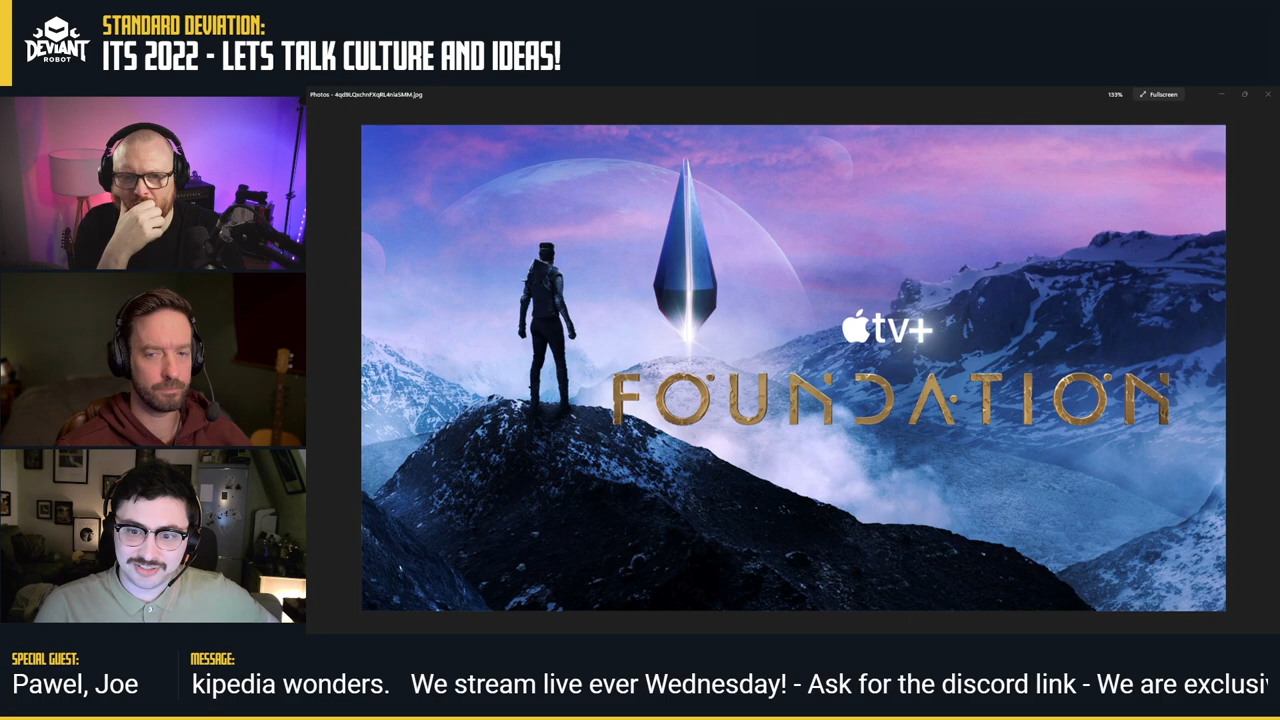 DEVIANT
ROBOT
STANDARD DEVIATION:
ITS 2022 - LETS TALK CULTURE AND IDEAS!
133%
Fullscreen
tv+
FOUNDATION
SPECIAL GUEST:
Pawel, Joe
MESSAGE:
kipedia wonders. We stream live ever Wednesday! - Ask for the discord link - We are exclusi